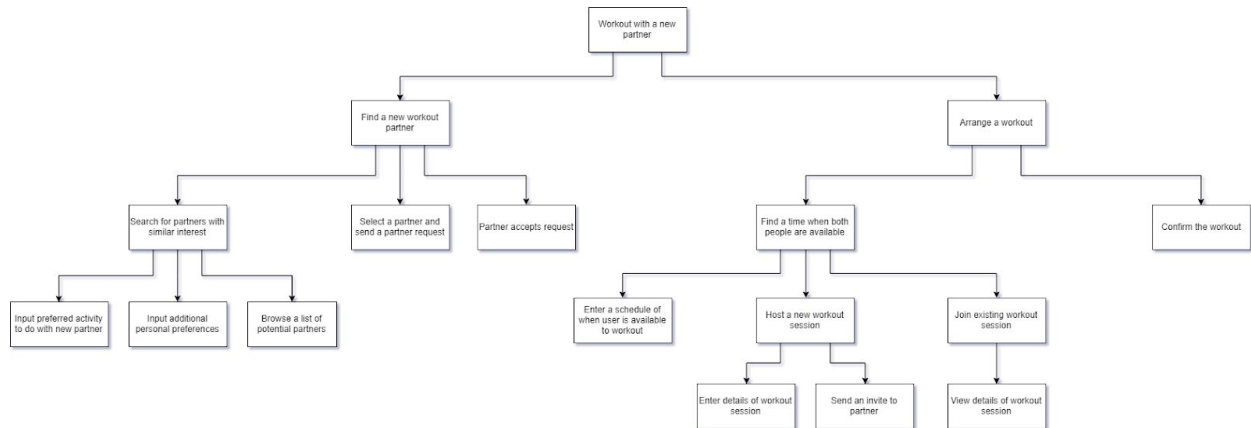 Workout with a new
partner
Find a new workout
partner
Arrange a workout
Search for partners with
similar interest
Select a partner and
send a partner request
Partner accepts request
Find a time when both
people are available
Confirm the workout
Input preferred activity
to do with new partner
Input additional
personal preferences
Browse a list of
potential partners
Enter a schedule of
when user is available
to workout
Host a new workout
session
Join existing workout
session
Enter details of workout
session
Send an invite to
partner
View details of workout
session